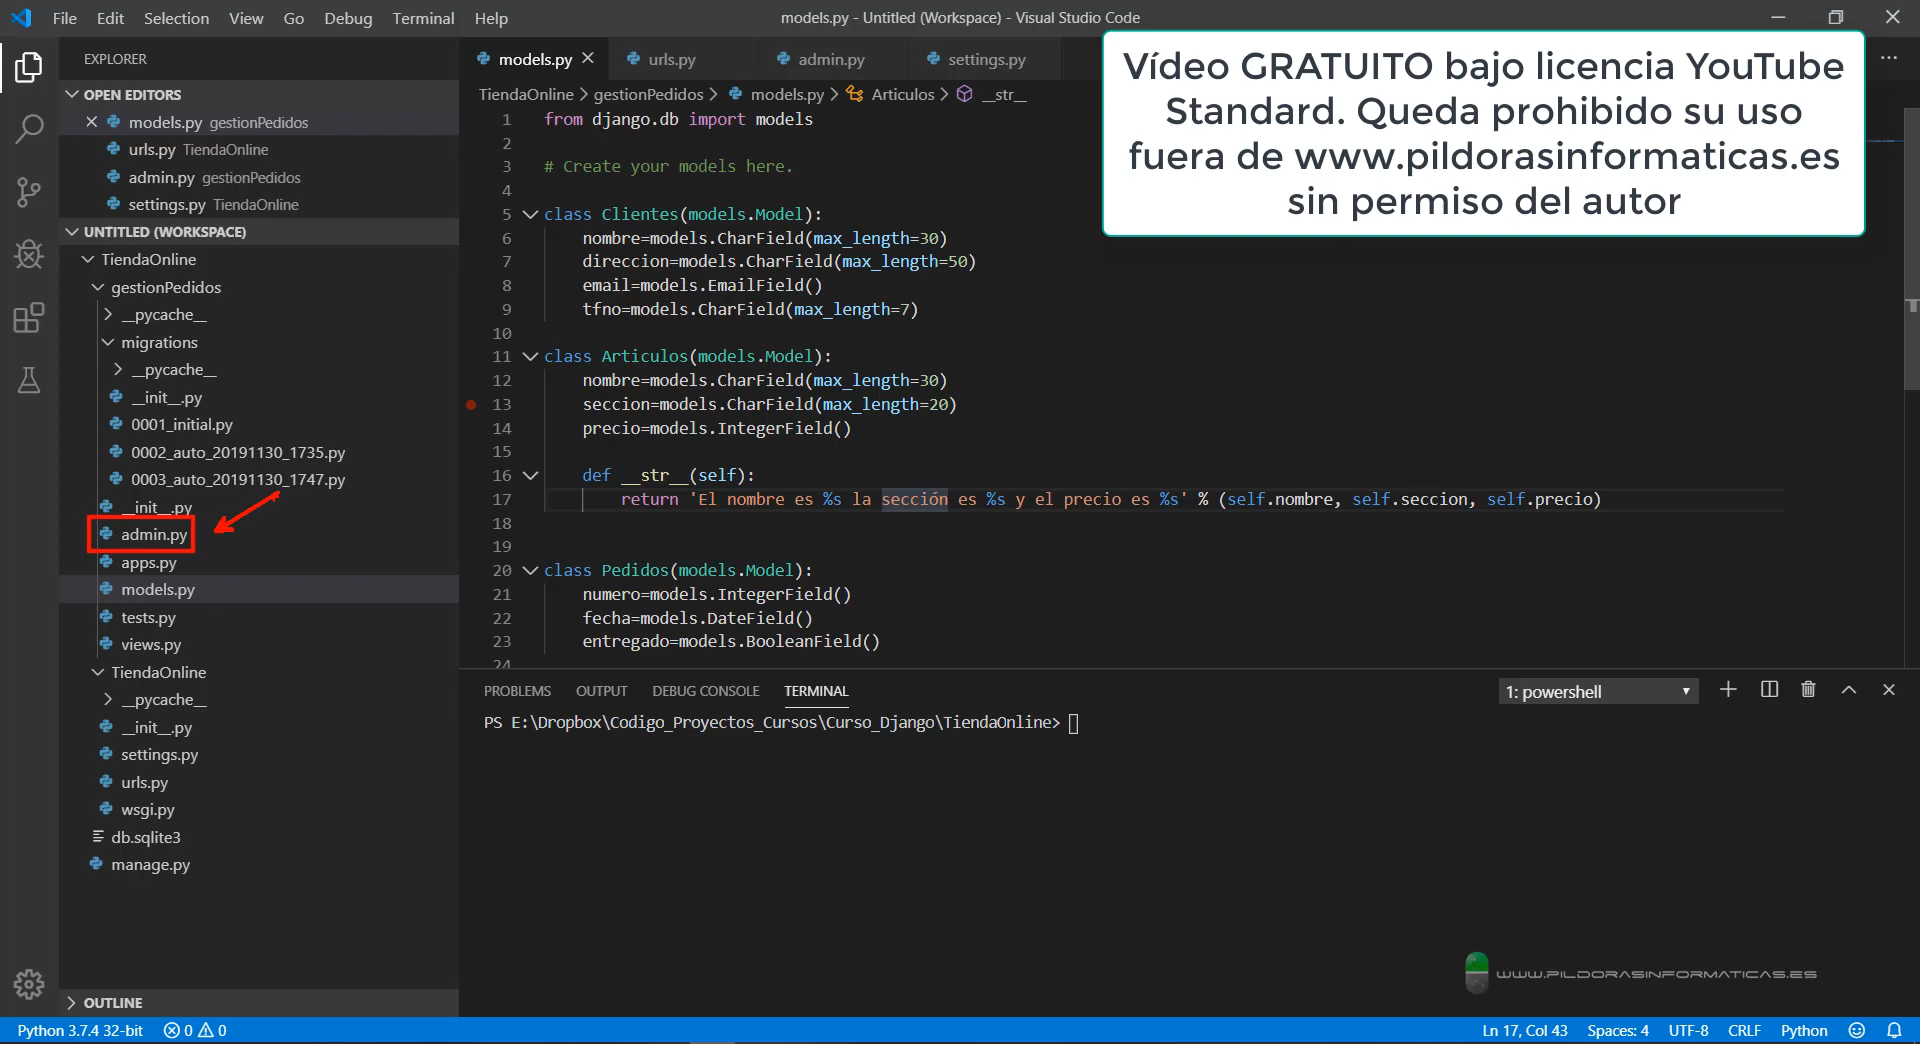 File Edit Selection View Go Debug Terminal Help
models.py - Untitled (Workspace) - Visual Studio Code
EXPLORER
OPEN EDITORS
models.py gestionPedidos
urls.py TiendaOnline
admin.py gestionPedidos
settings.py TiendaOnline
UNTITLED (WORKSPACE)
TiendaOnline
gestionPedidos
__pycache__
migrations
__pycache__
__init__.py
0001_initial.py
0002_auto_20191130_1735.py
0003_auto_20191130_1747.py
__init__.py
admin.py
apps.py
models.py
tests.py
views.py
TiendaOnline
__pycache__
__init__.py
settings.py
urls.py
wsgi.py
db.sqlite3
manage.py
OUTLINE
models.py urls.py admin.py settings.py
TiendaOnline > gestionPedidos > models.py > Articulos > __str__
1 from django.db import models
2
3 # Create your models here.
4
5 class Clientes(models.Model):
6 nombre=models.CharField(max_length=30)
7 direccion=models.CharField(max_length=50)
8 email=models.EmailField()
9 tfno=models.CharField(max_length=7)
10
11 class Articulos(models.Model):
12 nombre=models.CharField(max_length=30)
13 seccion=models.CharField(max_length=20)
14 precio=models.IntegerField()
15
16 def __str__(self):
17 return 'El nombre es %s la sección es %s y el precio es %s' % (self.nombre, self.seccion, self.precio)
18
19
20 class Pedidos(models.Model):
21 numero=models.IntegerField()
22 fecha=models.DateField()
23 entregado=models.BooleanField()
24
Vídeo GRATUITO bajo licencia YouTube
Standard. Queda prohibido su uso
fuera de www.pildorasinformaticas.es
sin permiso del autor
PROBLEMS OUTPUT DEBUG CONSOLE TERMINAL
1: powershell
PS E:\Dropbox\Codigo_Proyectos_Cursos\Curso_Django\TiendaOnline>
WWW.PILDORASINFORMATICAS.ES
Python 3.7.4 32-bit 0 0
Ln 17, Col 43 Spaces: 4 UTF-8 CRLF Python